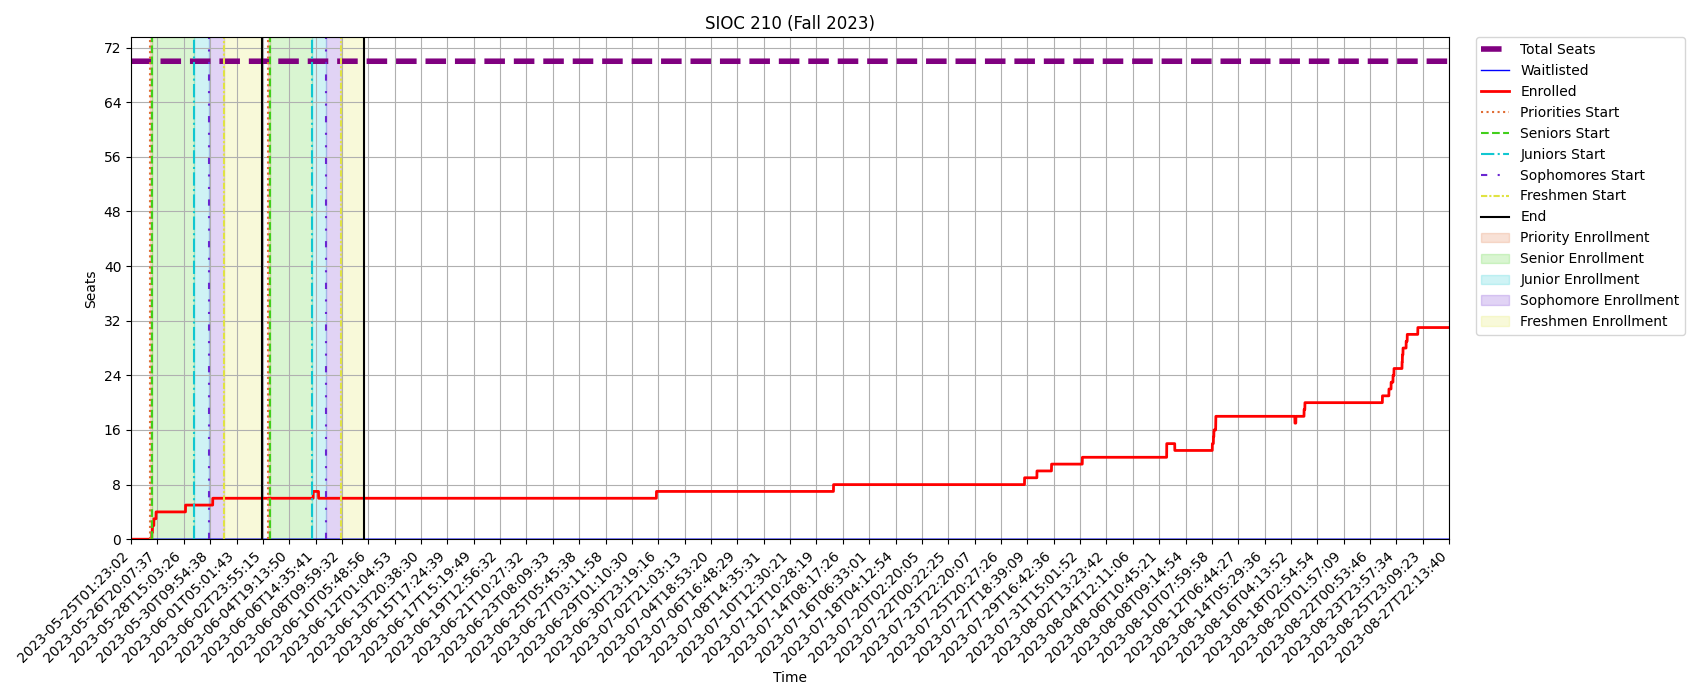 SIOC 210 (Fall 2023)
72
64
56
48
40
32
24
16
8
0
Seats
2023-05-25T01:23:02
2023-05-26T20:07:37
2023-05-28T15:03:26
2023-05-30T09:54:38
2023-06-01T05:01:43
2023-06-02T23:55:15
2023-06-04T19:13:50
2023-06-06T14:35:41
2023-06-08T09:59:32
2023-06-10T05:48:56
2023-06-12T01:04:53
2023-06-13T20:38:30
2023-06-15T17:24:39
2023-06-17T15:19:49
2023-06-19T12:56:32
2023-06-21T10:27:32
2023-06-23T08:09:33
2023-06-25T05:45:38
2023-06-27T03:11:58
2023-06-29T01:10:30
2023-06-30T23:19:16
2023-07-02T21:03:13
2023-07-04T18:53:20
2023-07-06T16:48:29
2023-07-08T14:35:31
2023-07-10T12:30:21
2023-07-12T10:28:19
2023-07-14T08:17:26
2023-07-16T06:33:01
2023-07-18T04:12:54
2023-07-20T02:20:05
2023-07-22T00:22:25
2023-07-23T22:20:07
2023-07-25T20:27:26
2023-07-27T18:39:09
2023-07-29T16:42:36
2023-07-31T15:01:52
2023-08-02T13:23:42
2023-08-04T12:11:06
2023-08-06T10:45:21
2023-08-08T09:14:54
2023-08-10T07:59:58
2023-08-12T06:44:27
2023-08-14T05:29:36
2023-08-16T04:13:52
2023-08-18T02:54:54
2023-08-20T01:57:09
2023-08-22T00:53:46
2023-08-23T23:57:34
2023-08-25T23:09:23
2023-08-27T22:13:40
Time
Total Seats
Waitlisted
Enrolled
Priorities Start
Seniors Start
Juniors Start
Sophomores Start
Freshmen Start
End
Priority Enrollment
Senior Enrollment
Junior Enrollment
Sophomore Enrollment
Freshmen Enrollment